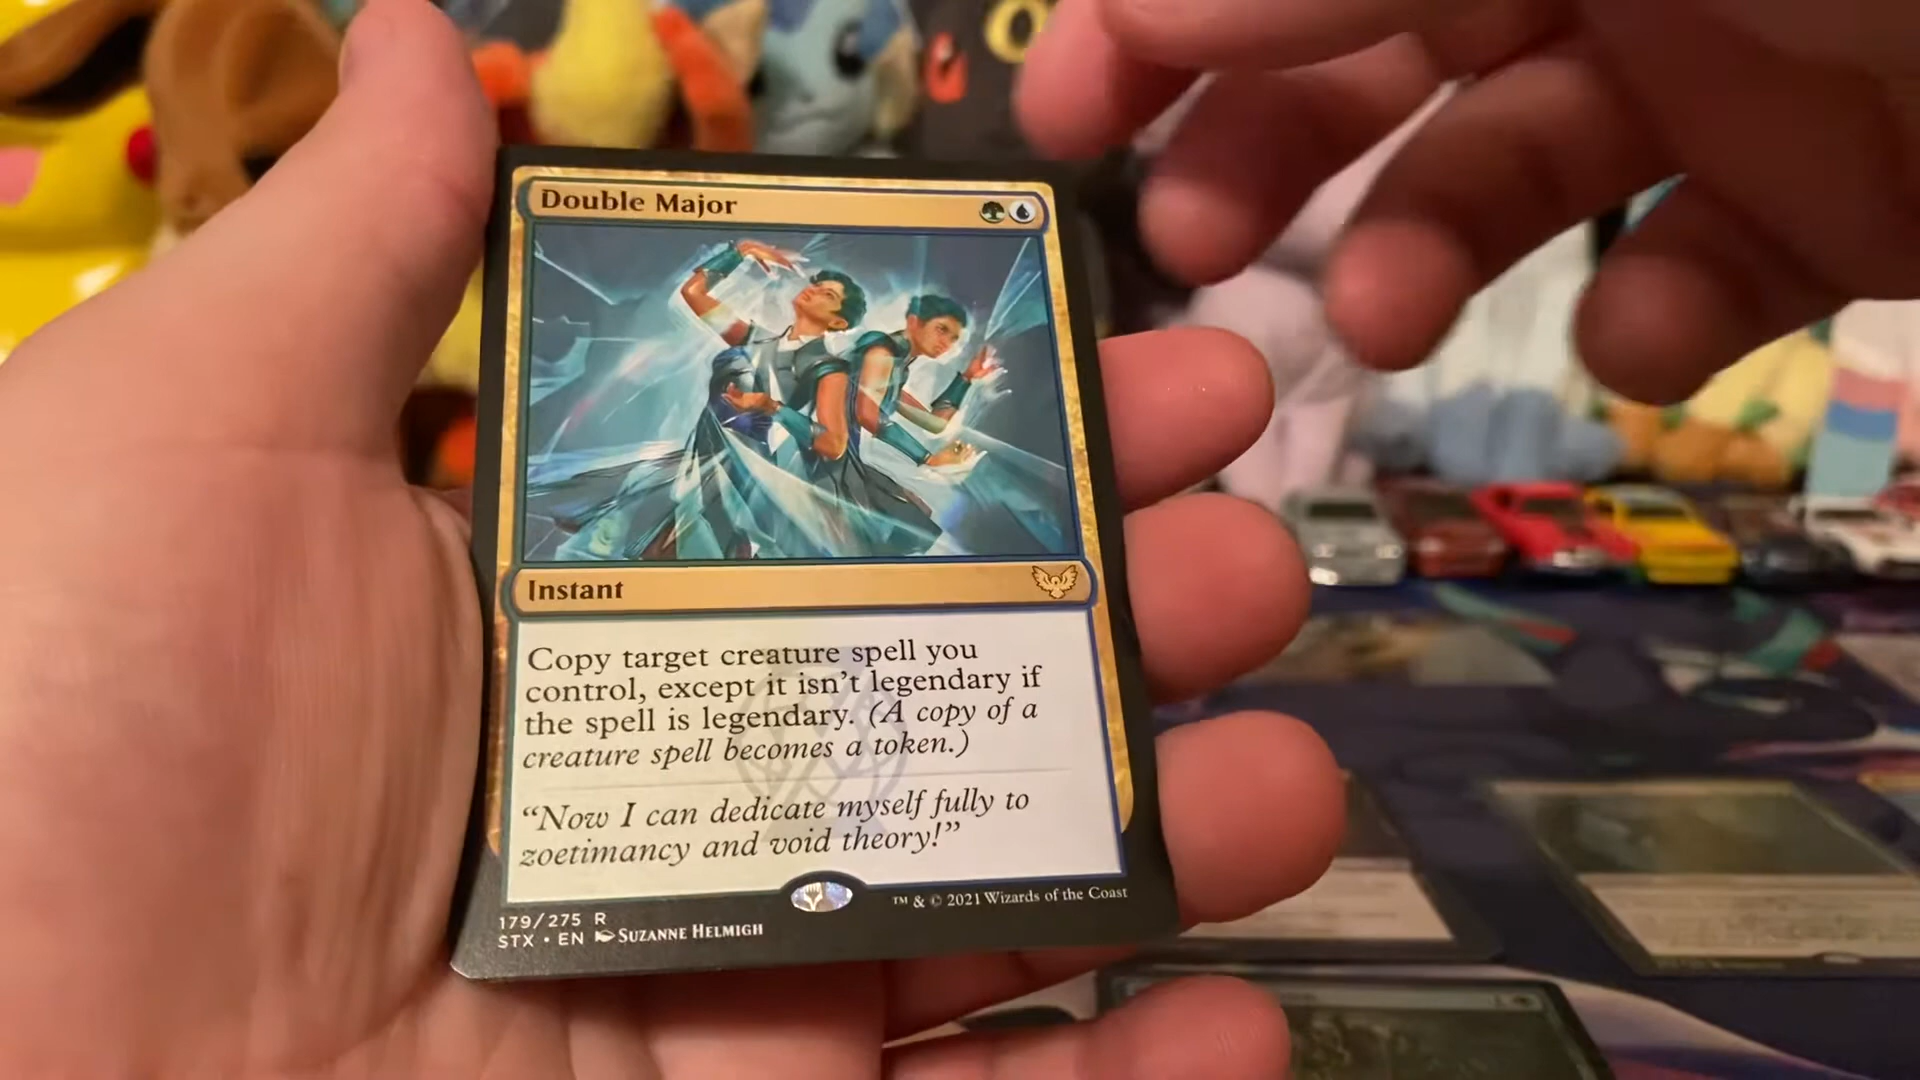 Double Major
Instant
Copy target creature spell you
control, except it isn't legendary if
the spell is legendary. (A copy of a
creature spell becomes a token.)
“Now I can dedicate myself fully to
zoetimancy and void theory!”
179/275 R
STX • EN SUZANNE HELMIGH
™ & © 2021 Wizards of the Coast